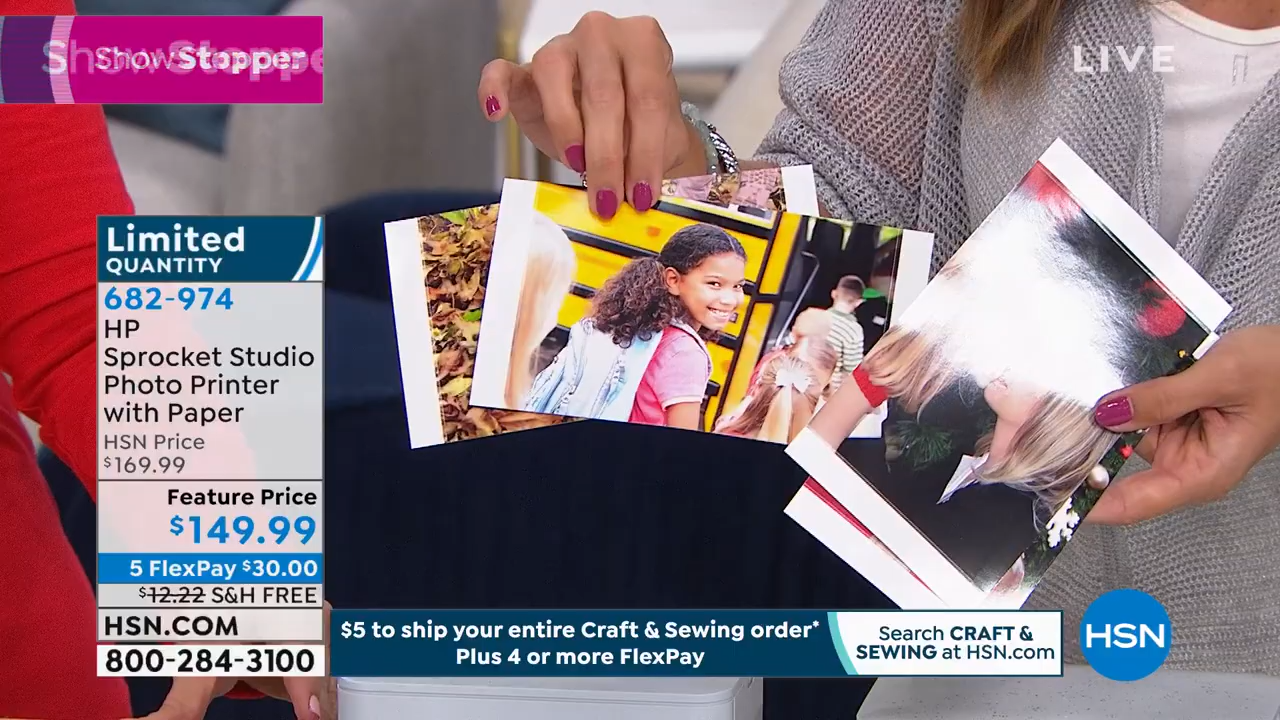 ShowStopper
LIVE
Limited
QUANTITY
682-974
HP
Sprocket Studio
Photo Printer
with Paper
HSN Price
$169.99
Feature Price
$149.99
5 FlexPay $30.00
$12.22 S&H FREE
HSN.COM
800-284-3100
$5 to ship your entire Craft & Sewing order*
Plus 4 or more FlexPay
Search CRAFT &
SEWING at HSN.com
HSN